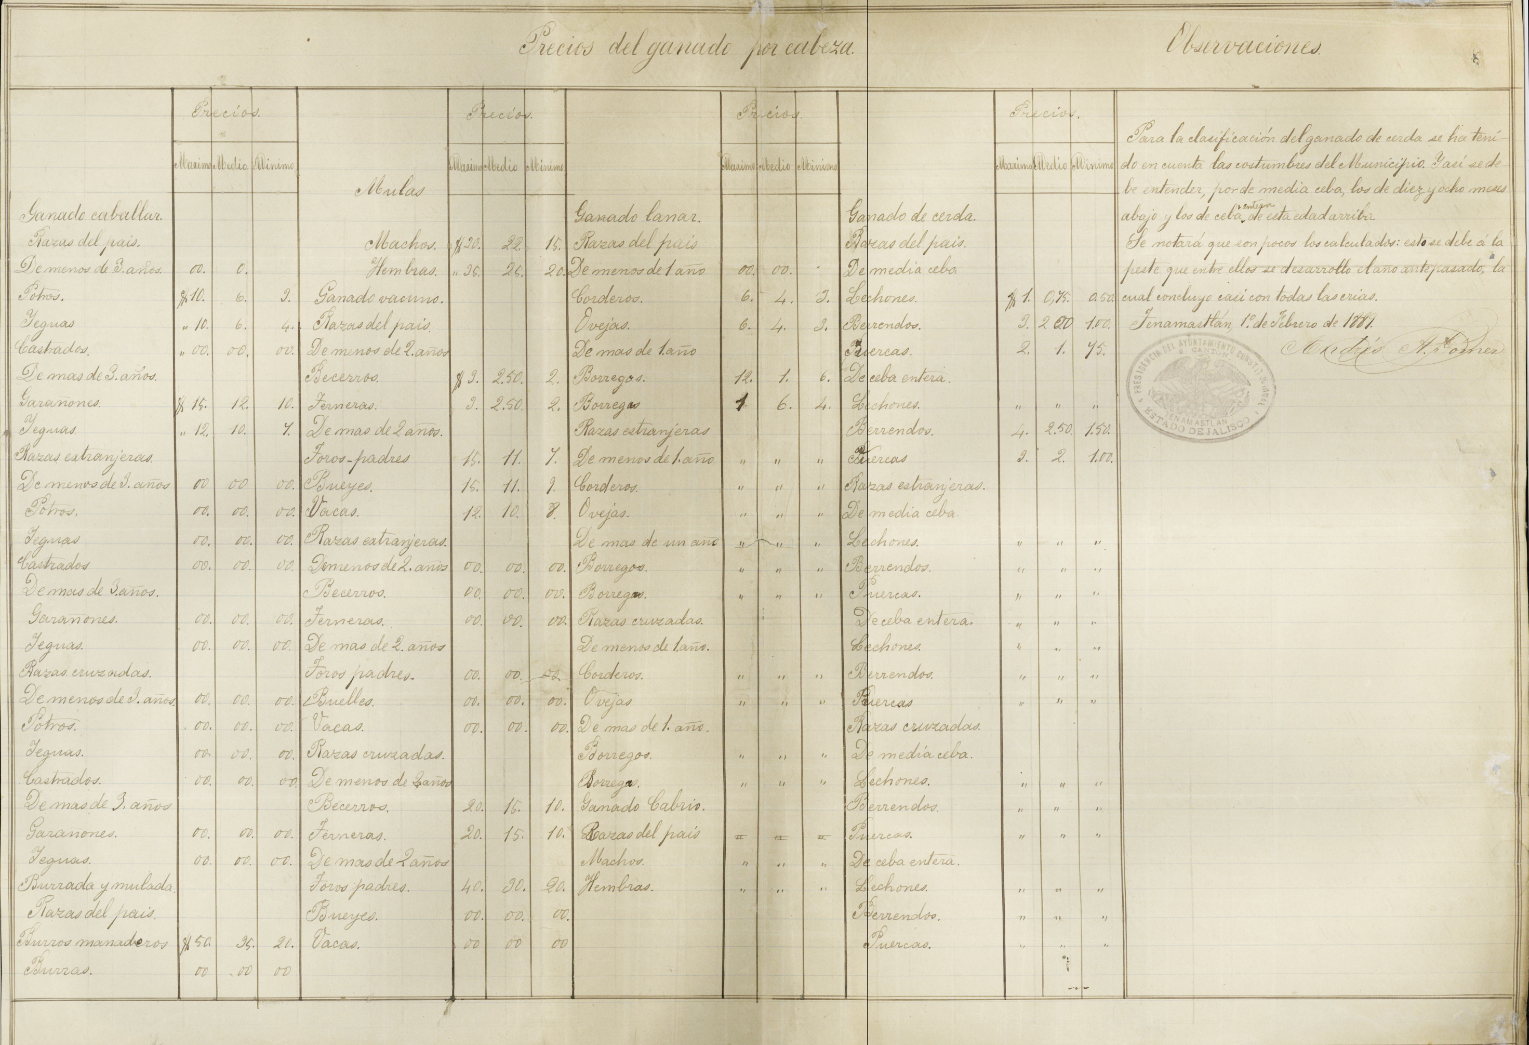 Precios del ganado por cabeza.
Observaciones.
Precios.
Maximo Medio Minimo
Ganado caballar.
Razas del pais.
De menos de 3. años. 00. 0.
Potros. $10. 6. 3.
Yeguas " 10. 6. 4.
Castrados. " 00. 00. 00.
De mas de 3. años.
Garañones. $ 15. 12. 10.
Yeguas. " 12. 10. 7.
Razas estranjeras.
De menos de 3. años 00 00 00.
Potros. 00. 00. 00.
Yeguas 00. 00. 00.
Castrados 00. 00. 00.
De mas de 3. años.
Garañones. 00. 00. 00.
Yeguas. 00. 00. 00.
Razas cruzadas.
De menos de 3. años. 00. 00. 00.
Potros. 00. 00. 00.
Yeguas. 00. 00. 00.
Castrados. 00. 00. 00
De mas de 3. años
Garañones. 00. 00. 00.
Yeguas. 00. 00. 00.
Burrada y mulada
Razas del pais.
Burros manaderos $ 50. 35. 20.
Burras. 00 00 00
Precios.
Maximo Medio Minimo
Mulas
Machos. $ 30. 22. 15.
Hembras. " 35. 25. 20.
Ganado vacuno.
Razas del pais.
De menos de 2. años
Becerros. $ 3. 2.50. 2.
Terneras. 3. 2.50. 2.
De mas de 2 años.
Toros-padres 15. 11. 7.
Bueyes. 15. 11. 9.
Vacas. 12. 10. 8.
Razas extranjeras.
De menos de 2. años 00. 00. 00.
Becerros. 00. 00. 00.
Terneras. 00. 00. 00.
De mas de 2. años
Toros padres. 00. 00. 00.
Buelles. 00. 00. 00.
Vacas. 00. 00. 00.
Razas cruzadas.
De menos de 2 años
Becerros. 20. 15. 10.
Terneras. 20. 15. 10.
De mas de 2 años
Toros padres. 40. 30. 20.
Bueyes. 00. 00. 00.
Vacas. 00 00 00
Precios
Maximo Medio Minimo
Ganado lanar.
Razas del pais
De menos de 1 año 00. 00. "
Corderos. 6. 4. 3.
Ovejas. 6. 4. 3.
De mas de 1 año
Borregos. 12. 1. 6.
Borregas 1 6. 4.
Razas estranjeras
De menos de 1. año " " "
Corderos. " " "
Ovejas. " " "
De mas de un año " " "
Borregos. " " "
Borregas. " " "
Razas cruzadas.
De menos de 1 año.
Corderos. " " "
Ovejas " " "
De mas de 1. año.
Borregos. " " "
Borregas. " " "
Ganado Cabrio.
Razas del pais = = =
Machos. " " "
Hembras. " " "
Precios.
Maximo Medio Minimo
Ganado de cerda.
Razas del pais.
De media ceba
Lechones. $ 1. 0,75. 0.50
Berrendos. 3. 2 00 1.00.
Puercas. 2. 1. 75.
De ceba entera.
Lechones. " " "
Berrendos. 4. 2.50. 1.50.
Puercas 3. 2. 1.00.
Razas estranjeras.
De media ceba
Lechones. " " "
Berrendos. " " "
Puercas. " " "
De ceba entera. " " "
Lechones. " " "
Berrendos. " " "
Puercas " " "
Razas cruzadas.
De media ceba.
Lechones. " " "
Berrendos. " " "
Puercas. " " "
De ceba entera.
Lechones. " " "
Berrendos. " " "
Puercas. " " "
Para la clasificación del ganado de cerda se ha teni-
do en cuenta las costumbres del Municipio. Y asi se de-
be entender, por de media ceba, los de diez y ocho meses
abajo y los de ceba entera de esta edad arriba.
Se notará que son pocos los calculados: esto se debe á la
peste que entre ellos se desarrollo el año antepasado, la
cual concluyo casi con todas las crias.
Tenamaxtlán, 1º de Febrero de 1889.
Andrés A.
PRESIDENCIA DEL AYUNTAMIENTO
TENAMASTLAN
ESTADO DE JALISCO